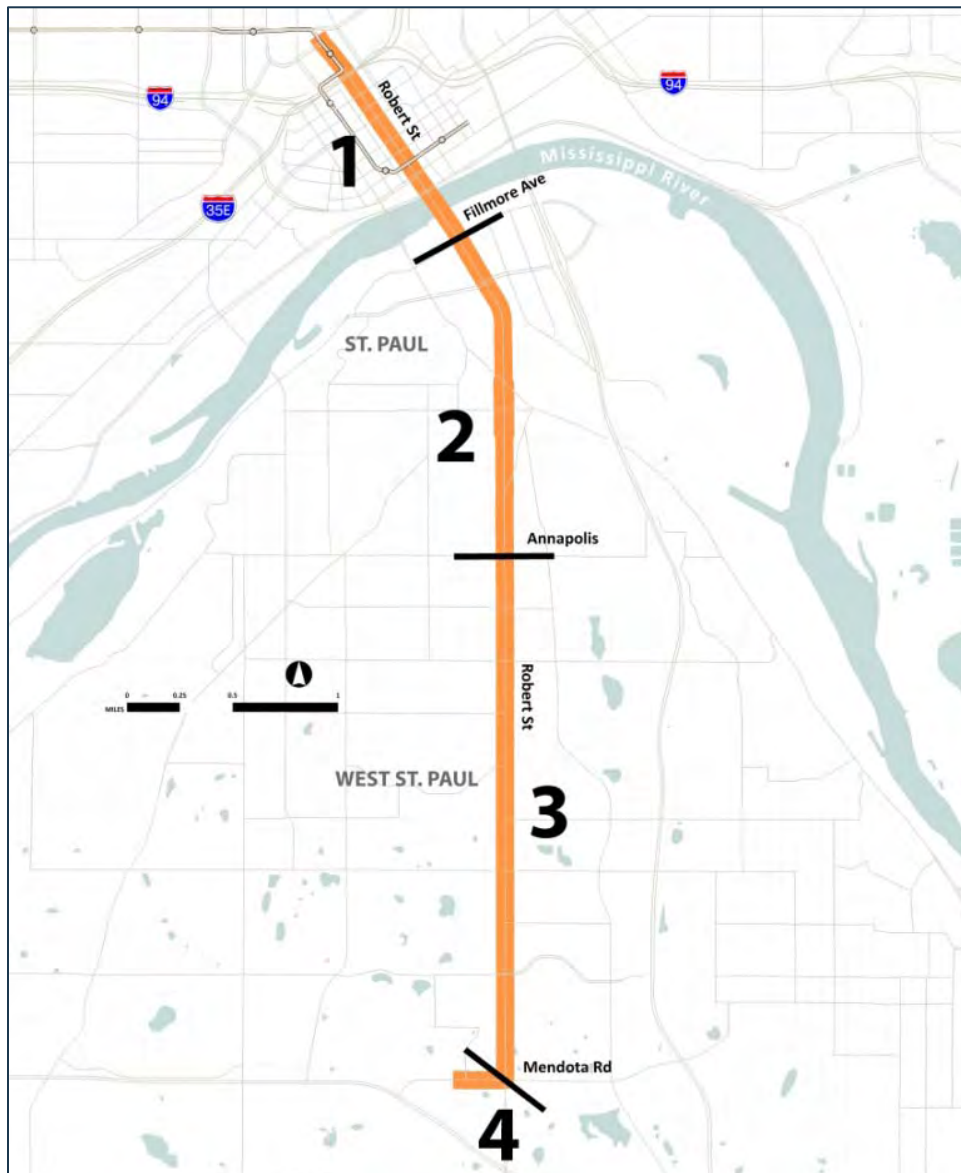 94
94
Robert St
1
Mississippi River
35E
Fillmore Ave
ST. PAUL
2
Annapolis
Robert St
0 0.25 0.5 1
MILES
WEST ST. PAUL
3
Mendota Rd
4